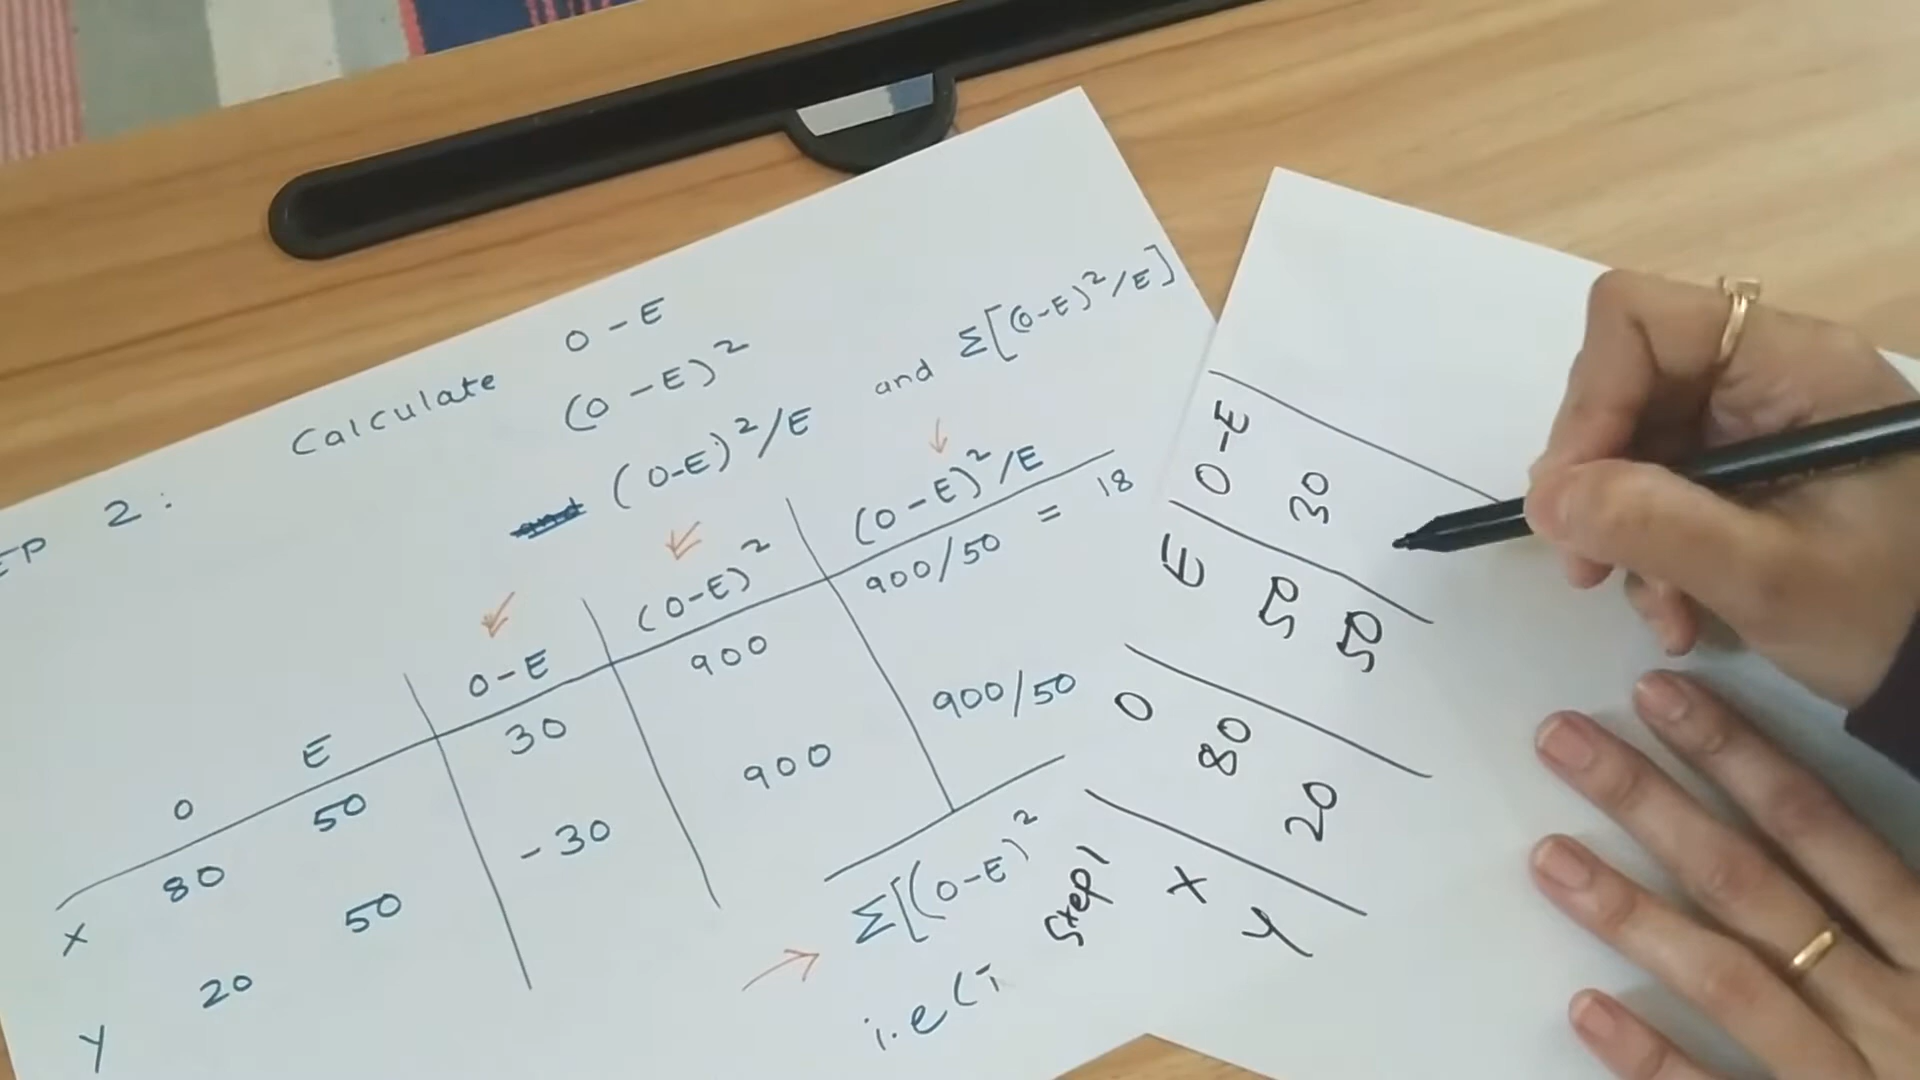 2:
Calculate O-E
(O-E)²
and (O-E)²/E and Σ[(O-E)²/E]
O E O-E (O-E)² (O-E)²/E
X 80 50 30 900 900/50 = 18
Y 20 50 -30 900 900/50
Σ[(O-E)²
i.e
Step1 O E O-E
X 80 50 30
Y 20 50